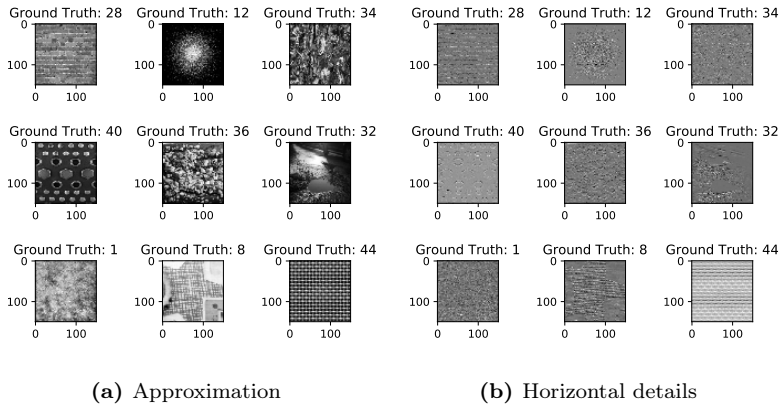 Ground Truth: 28 Ground Truth: 12 Ground Truth: 34 Ground Truth: 28 Ground Truth: 12 Ground Truth: 34
0 0 0 0 0 0
100 100 100 100 100 100
0 100 0 100 0 100 0 100 0 100 0 100
Ground Truth: 40 Ground Truth: 36 Ground Truth: 32 Ground Truth: 40 Ground Truth: 36 Ground Truth: 32
0 0 0 0 0 0
100 100 100 100 100 100
0 100 0 100 0 100 0 100 0 100 0 100
Ground Truth: 1 Ground Truth: 8 Ground Truth: 44 Ground Truth: 1 Ground Truth: 8 Ground Truth: 44
0 0 0 0 0 0
100 100 100 100 100 100
0 100 0 100 0 100 0 100 0 100 0 100
(a) Approximation (b) Horizontal details